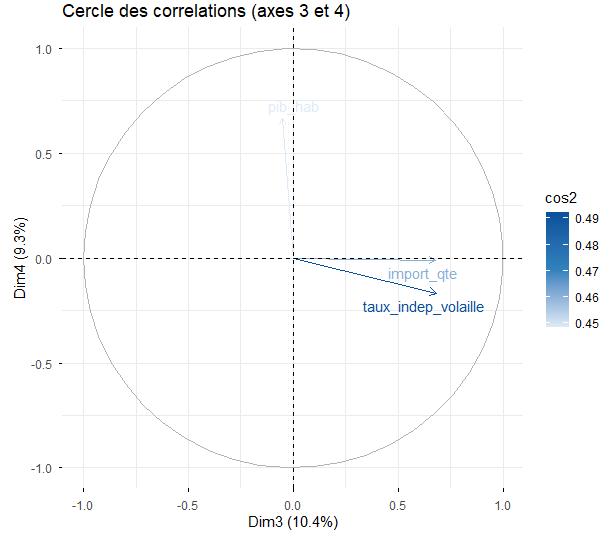 Cercle des correlations (axes 3 et 4)
1.0
pib_hab
0.5
0.0
import_qte
taux_indep_volaille
-0.5
-1.0
Dim4 (9.3%)
-1.0 -0.5 0.0 0.5 1.0
Dim3 (10.4%)
cos2
0.49
0.48
0.47
0.46
0.45